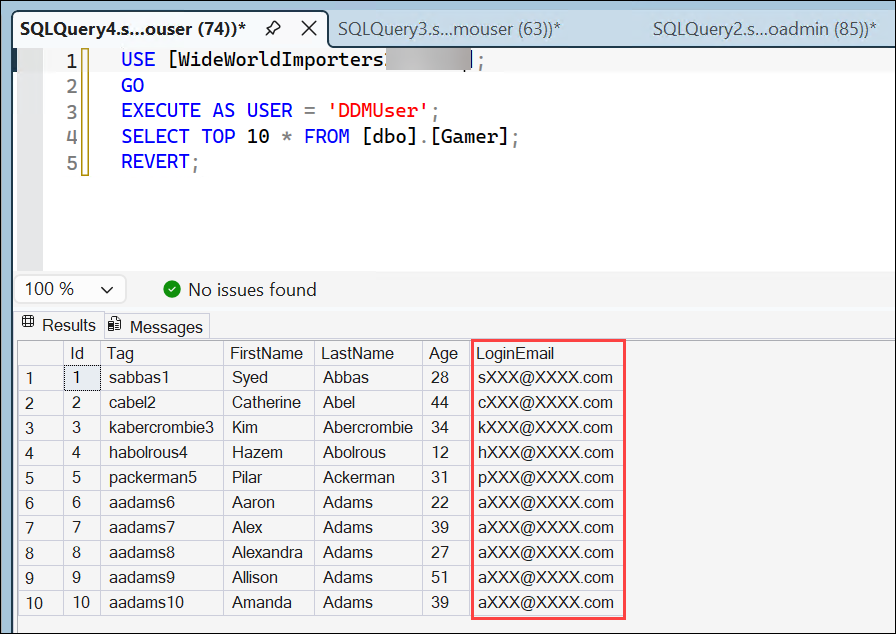 SQLQuery4.s...ouser (74))* SQLQuery3.s...mouser (63))* SQLQuery2.s...oadmin (85))*
1 USE [WideWorldImporters ];
2 GO
3 EXECUTE AS USER = 'DDMUser';
4 SELECT TOP 10 * FROM [dbo].[Gamer];
5 REVERT;
100 % No issues found
Results Messages
Id Tag FirstName LastName Age LoginEmail
1 1 sabbas1 Syed Abbas 28 sXXX@XXXX.com
2 2 cabel2 Catherine Abel 44 cXXX@XXXX.com
3 3 kabercrombie3 Kim Abercrombie 34 kXXX@XXXX.com
4 4 habolrous4 Hazem Abolrous 12 hXXX@XXXX.com
5 5 packerman5 Pilar Ackerman 31 pXXX@XXXX.com
6 6 aadams6 Aaron Adams 22 aXXX@XXXX.com
7 7 aadams7 Alex Adams 39 aXXX@XXXX.com
8 8 aadams8 Alexandra Adams 27 aXXX@XXXX.com
9 9 aadams9 Allison Adams 51 aXXX@XXXX.com
10 10 aadams10 Amanda Adams 39 aXXX@XXXX.com